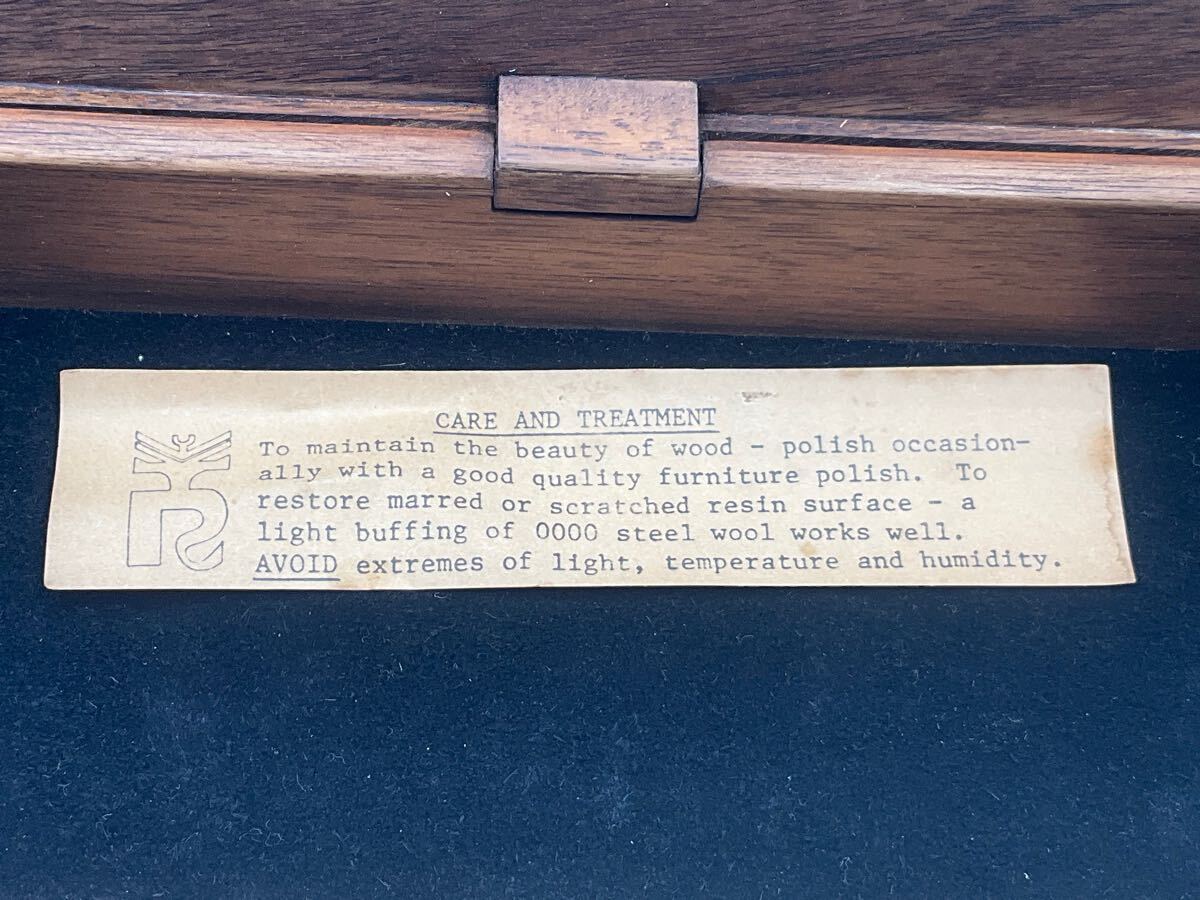 CARE AND TREATMENT
To maintain the beauty of wood - polish occasion-
ally with a good quality furniture polish. To
restore marred or scratched resin surface - a
light buffing of 0000 steel wool works well.
AVOID extremes of light, temperature and humidity.